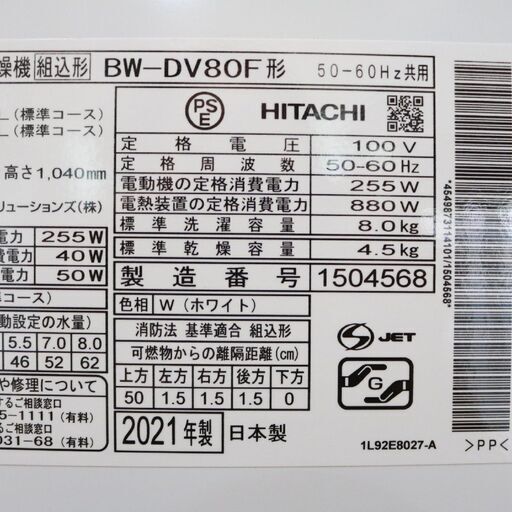 燥機 組込形 BW-DV80F形 50-60Hz共用
L (標準コース)
L (標準コース)
高さ1,040mm
リューションズ(株)
電力 255W
費電力 40W
電力 50W
コース)
動設定の水量)
5.5 7.0 8.0
46 52 62
や修理について
するご相談窓口
5-1111 (有料)
ご相談窓口
031-68 (有料)
PS
E
HITACHI
定格電圧 100V
定格周波数 50-60Hz
電動機の定格消費電力 255W
電熱装置の定格消費電力 880W
標準洗濯容量 8.0kg
標準乾燥容量 4.5kg
製造番号 1504568
色相 W (ホワイト)
消防法 基準適合 組込形
可燃物からの離隔距離(cm)
上方 左方 右方 後方 下方
50 1.5 1.5 1.5 0
2021年製 日本製
S JET
G
1L92E8027-A
*4549873114101/1504568*
>PP<